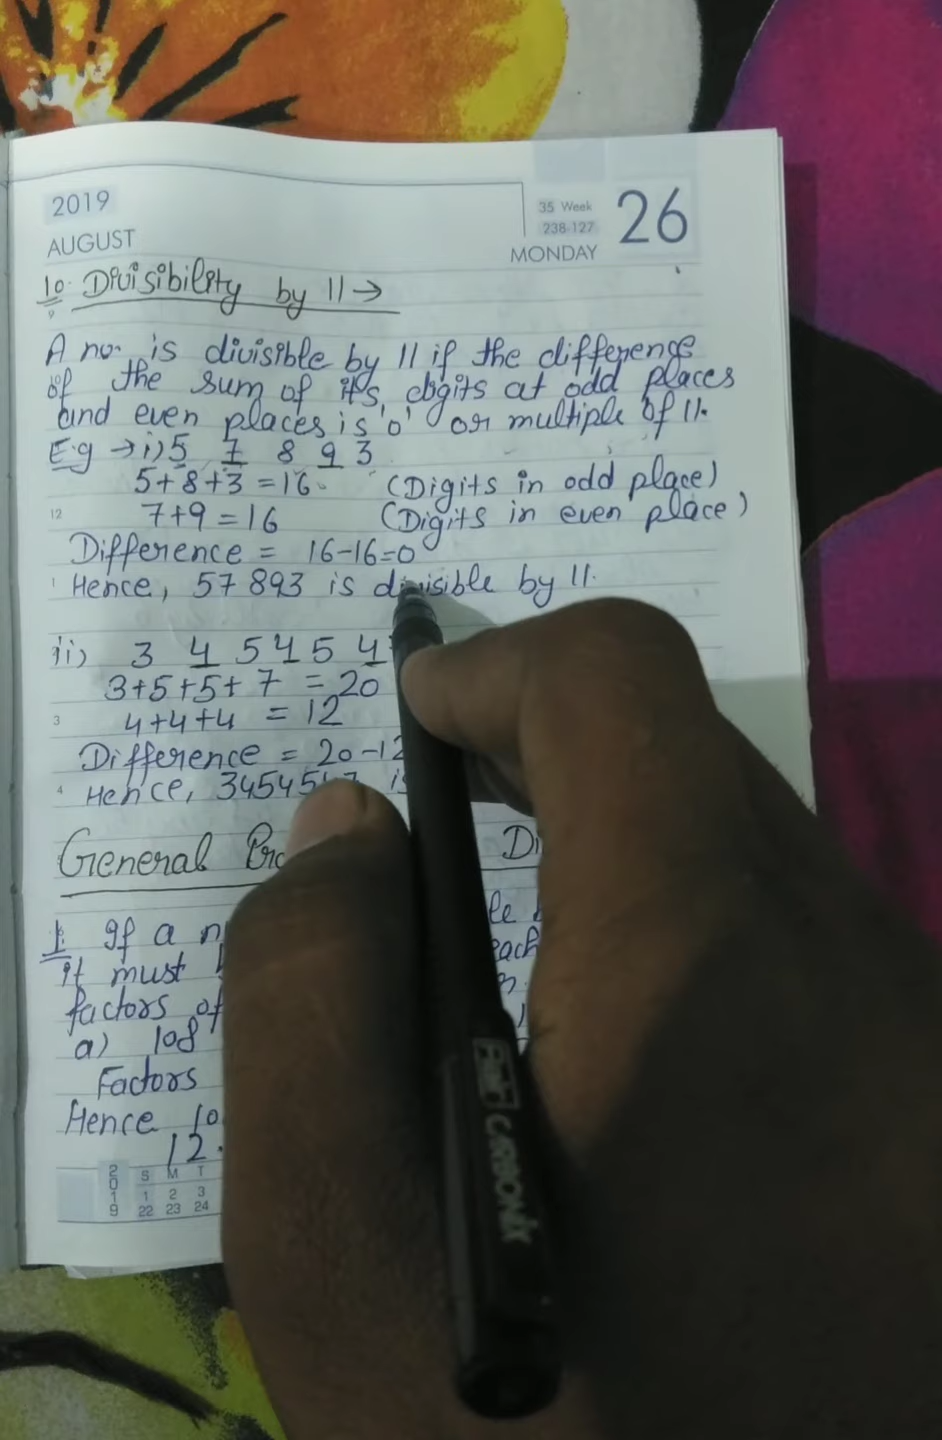 2019
AUGUST
35 Week
238-127
MONDAY
26
10. Divisibility by 11 →
A no. is divisible by 11 if the difference
of the sum of its digits at odd places
and even places is '0' or multiple of 11.
E.g → i) 5 7 8 9 3
5+8+3 = 16 (Digits in odd place)
12 7+9 = 16 (Digits in even place)
Difference = 16-16=0
1 Hence, 57893 is divisible by 11.
ii) 3 4 5 4 5 4
3+5+5+7 = 20
3 4+4+4 = 12
Difference = 20-12
4 Hence, 3454547 is
General
1. If a
it must
factors of
a) 108
Factors
Hence 10
12.
2019 S M T
1 2 3
22 23 24
CARBONIX